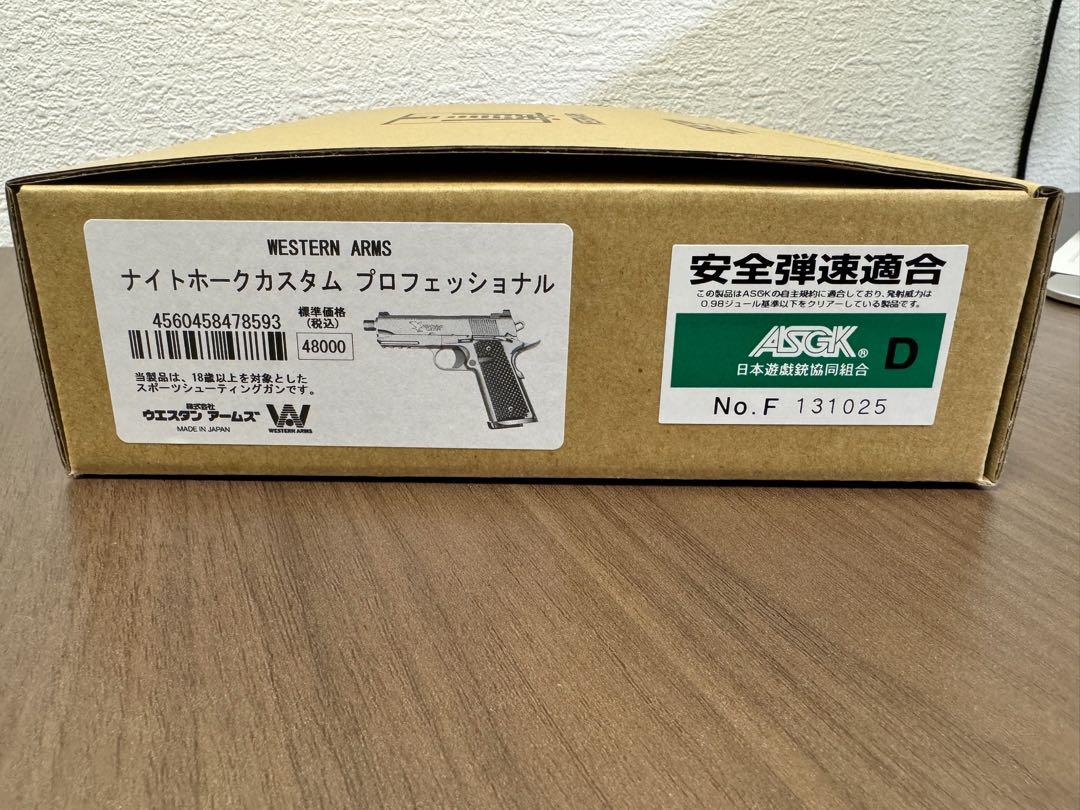 WESTERN ARMS
ナイトホークカスタム プロフェッショナル
4560458478593
標準価格
(税込)
48000
当製品は、18歳以上を対象とした
スポーツシューティングガンです。
株式会社
ウエスタン アームズ
MADE IN JAPAN
WESTERN ARMS
安全弾速適合
この製品はASGKの自主規約に適合しており、発射威力は
0.98ジュール基準以下をクリアーしている製品です。
ASGK® D
日本遊戯銃協同組合
No.F 131025